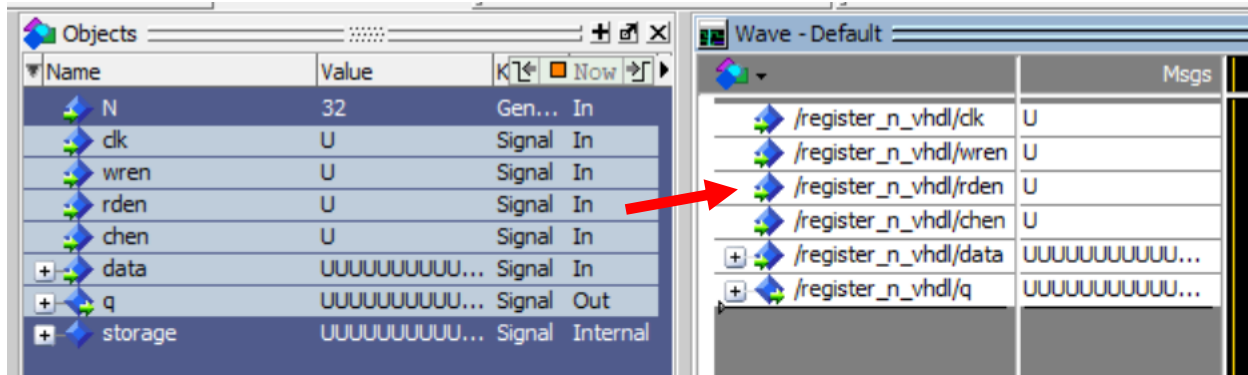 Objects
Name Value K Now
N 32 Gen... In
clk U Signal In
wren U Signal In
rden U Signal In
chen U Signal In
data UUUUUUUUUU... Signal In
q UUUUUUUUUU... Signal Out
storage UUUUUUUUUU... Signal Internal
Wave - Default
Msgs
/register_n_vhdl/clk U
/register_n_vhdl/wren U
/register_n_vhdl/rden U
/register_n_vhdl/chen U
/register_n_vhdl/data UUUUUUUUUUU...
/register_n_vhdl/q UUUUUUUUUUU...